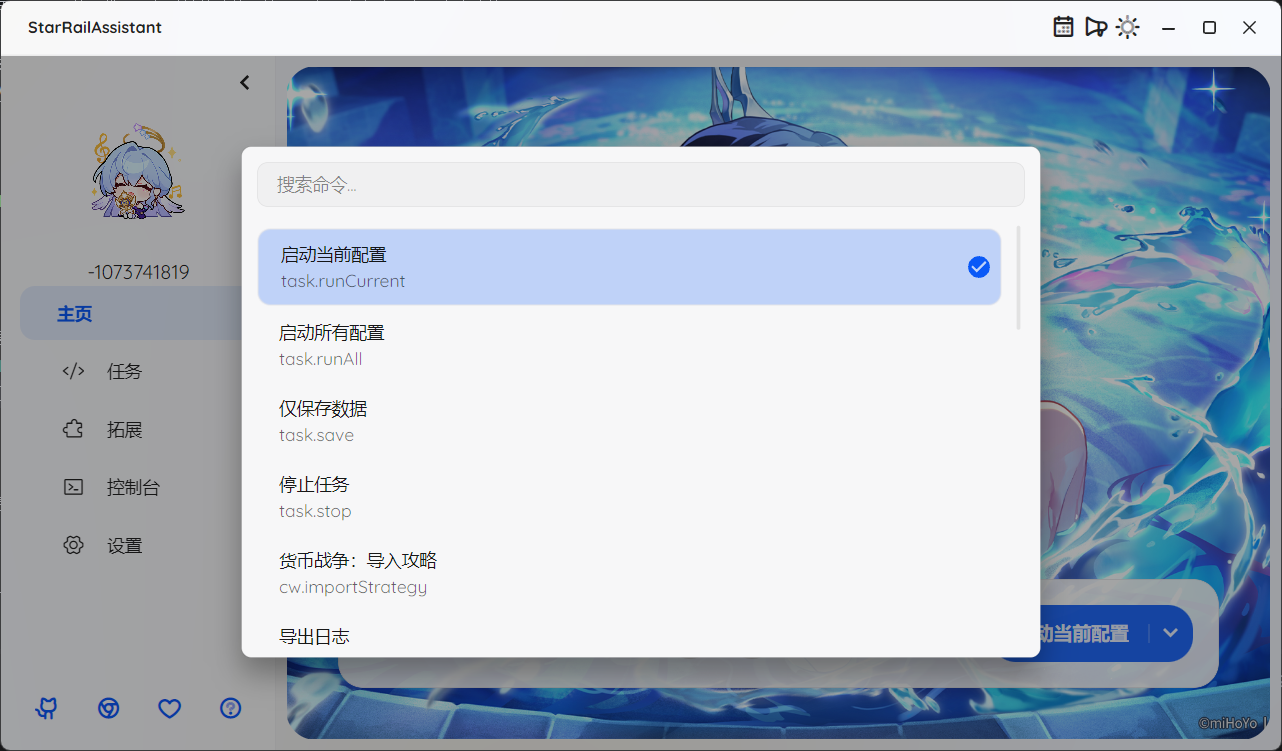 StarRailAssistant
-1073741819
主页
任务
拓展
控制台
设置
搜索命令...
启动当前配置
task.runCurrent
启动所有配置
task.runAll
仅保存数据
task.save
停止任务
task.stop
货币战争：导入攻略
cw.importStrategy
导出日志
动当前配置
©miHoYo